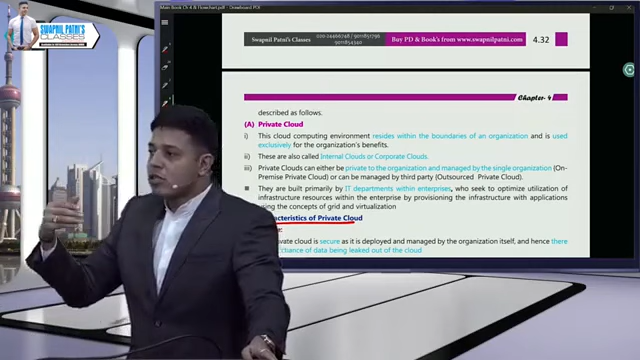 SWAPNIL PATNI'S
CLASSES
Main Book Ch 4 & Flowchart.pdf
Swapnil Patni's Classes
Buy PD & Book's from www.swapnilpatni.com
4.32
Chapter- 4
described as follows.
(A) Private Cloud
i) This cloud computing environment resides within the boundaries of an organization and is used
exclusively for the organization's benefits.
ii) These are also called Internal Clouds or Corporate Clouds.
iii) Private Clouds can either be private to the organization and managed by the single organization (On-
Premise Private Cloud) or can be managed by third party (Outsourced Private Cloud).
They are built primarily by IT departments within enterprises, who seek to optimize utilization of
infrastructure resources within the enterprise by provisioning the infrastructure with applications
using the concepts of grid and virtualization
acteristics of Private Cloud
e:
ivate cloud is secure as it is deployed and managed by the organization itself, and hence there
chance of data being leaked out of the cloud.